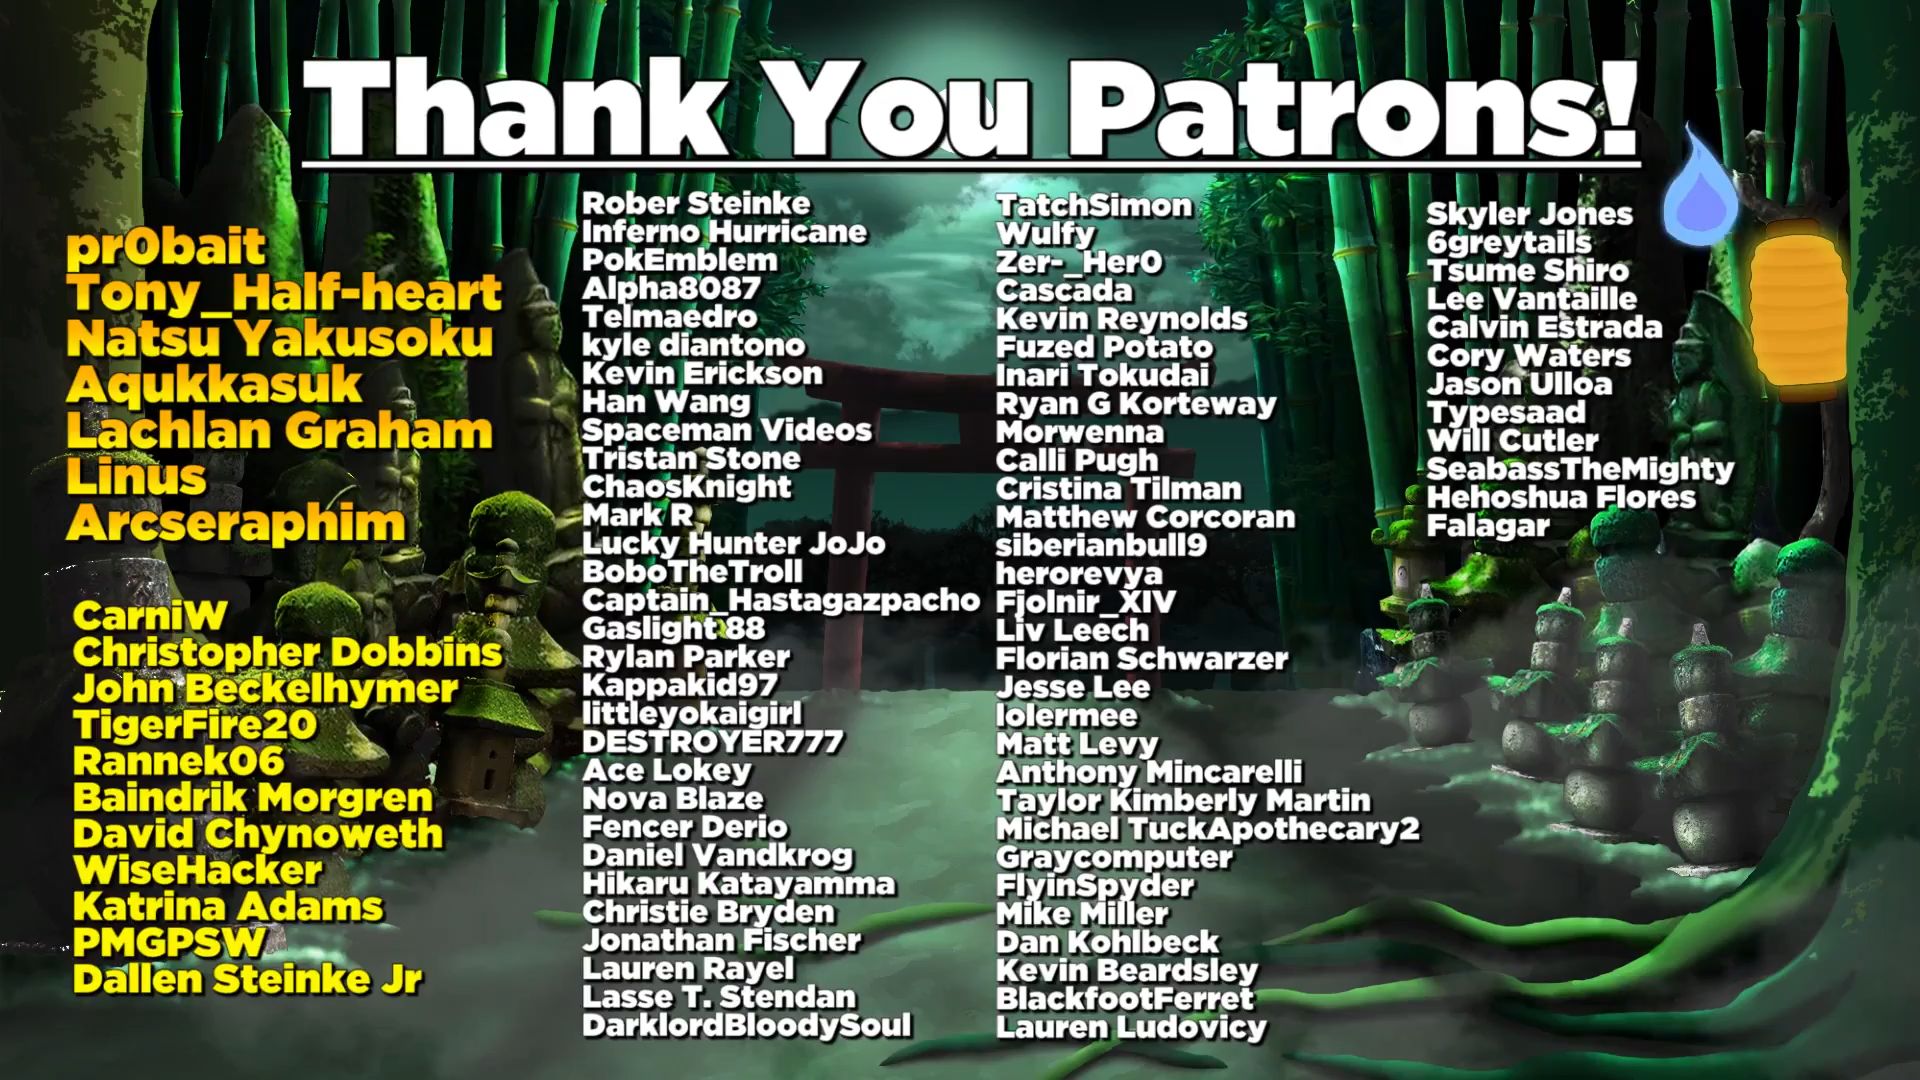 Thank You Patrons!
pr0bait
Tony_Half-heart
Natsu Yakusoku
Aqukkasuk
Lachlan Graham
Linus
Arcseraphim
CarniW
Christopher Dobbins
John Beckelhymer
TigerFire20
Rannek06
Baindrik Morgren
David Chynoweth
WiseHacker
Katrina Adams
PMGPSW
Dallen Steinke Jr
Rober Steinke
Inferno Hurricane
PokEmblem
Alpha8087
Telmaedro
kyle diantono
Kevin Erickson
Han Wang
Spaceman Videos
Tristan Stone
ChaosKnight
Mark R
Lucky Hunter JoJo
BoboTheTroll
Captain_Hastagazpacho
Gaslight 88
Rylan Parker
Kappakid97
littleyokaigirl
DESTROYER777
Ace Lokey
Nova Blaze
Fencer Derio
Daniel Vandkrog
Hikaru Katayamma
Christie Bryden
Jonathan Fischer
Lauren Rayel
Lasse T. Stendan
DarklordBloodySoul
TatchSimon
Wulfy
Zer-_Her0
Cascada
Kevin Reynolds
Fuzed Potato
Inari Tokudai
Ryan G Korteway
Morwenna
Calli Pugh
Cristina Tilman
Matthew Corcoran
siberianbull9
herorevya
Fjolnir_XIV
Liv Leech
Florian Schwarzer
Jesse Lee
lolermee
Matt Levy
Anthony Mincarelli
Taylor Kimberly Martin
Michael TuckApothecary2
Graycomputer
FlyinSpyder
Mike Miller
Dan Kohlbeck
Kevin Beardsley
BlackfootFerret
Lauren Ludovicy
Skyler Jones
6greytails
Tsume Shiro
Lee Vantaille
Calvin Estrada
Cory Waters
Jason Ulloa
Typesaad
Will Cutler
SeabassTheMighty
Hehoshua Flores
Falagar